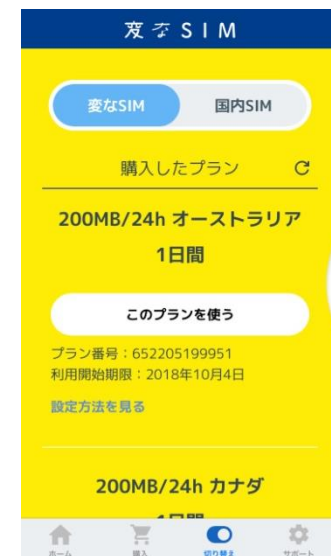 変なSIM
変なSIM
国内SIM
購入したプラン
200MB/24h オーストラリア
1日間
このプランを使う
プラン番号：652205199951
利用開始期限：2018年10月4日
設定方法を見る
200MB/24h カナダ
1日間
ホーム
購入
切り替え
サポート